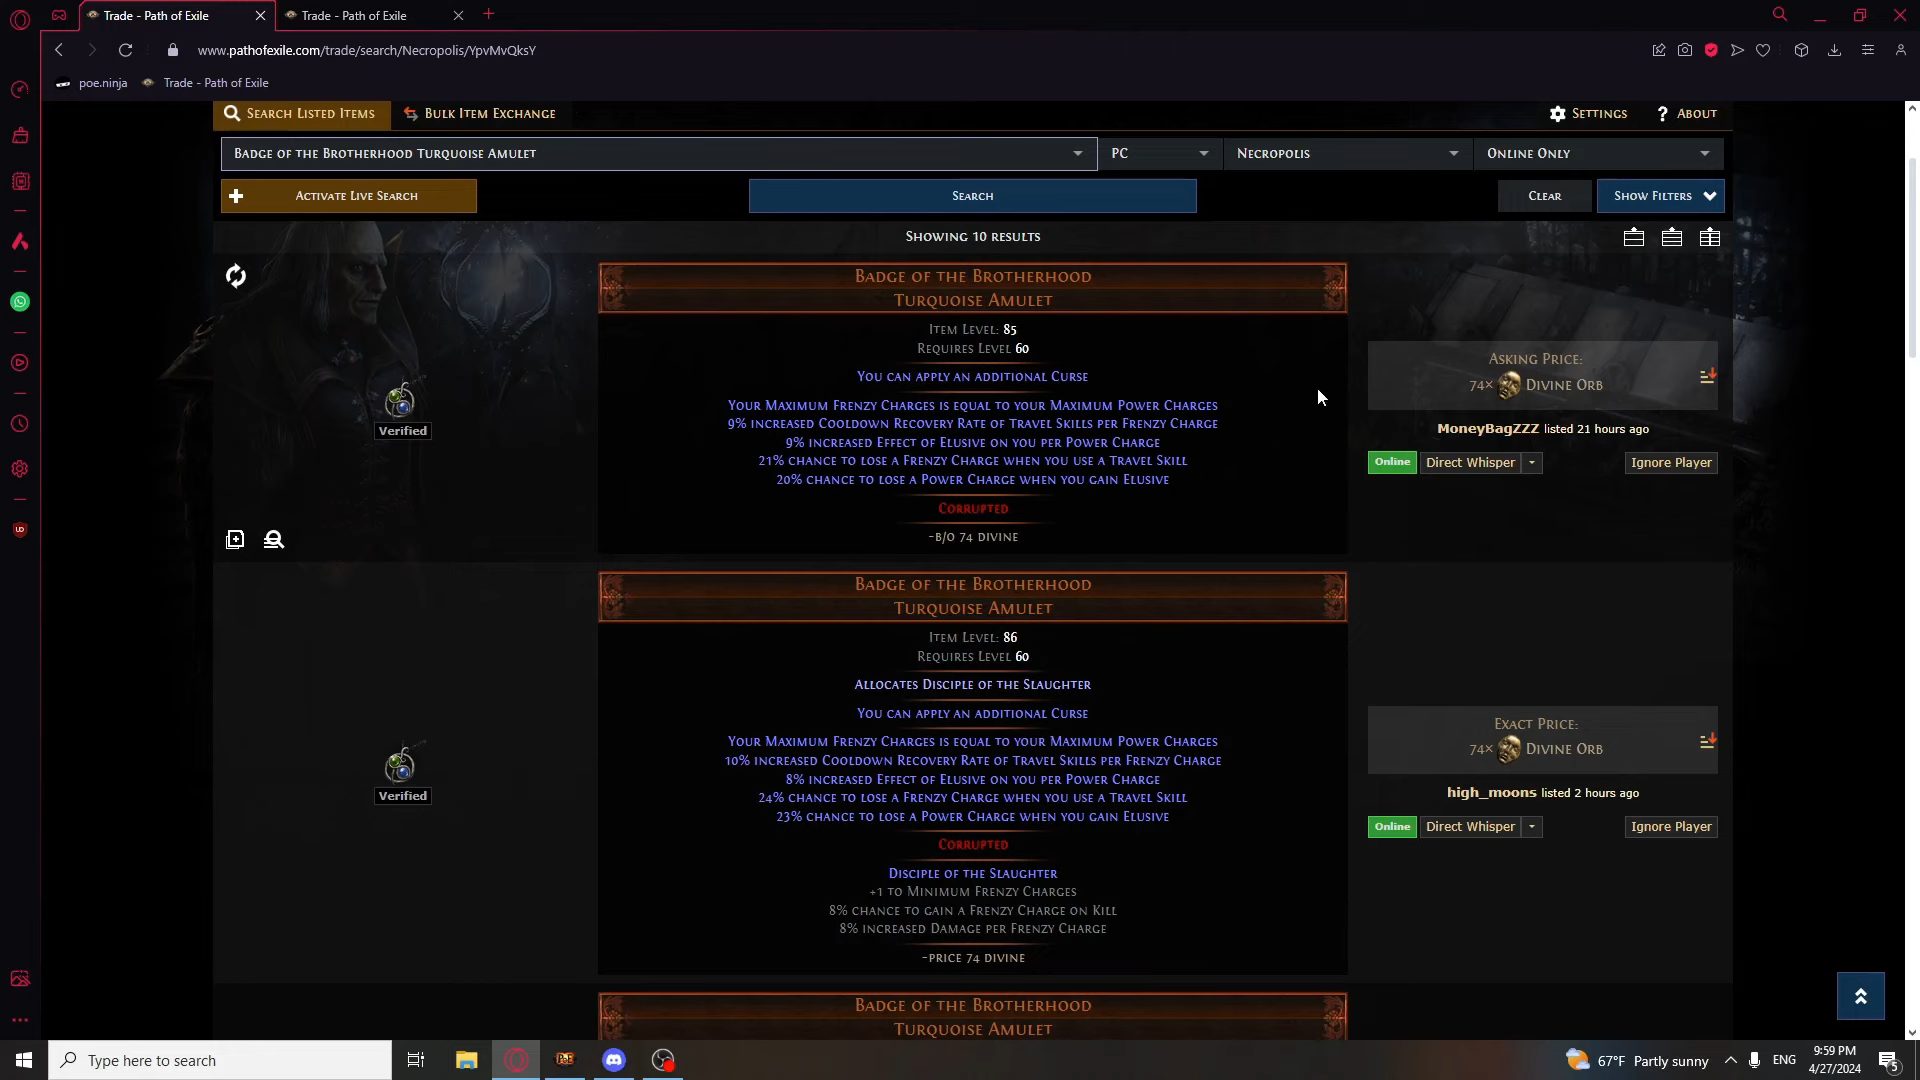 Trade - Path of Exile
Trade - Path of Exile
www.pathofexile.com/trade/search/Necropolis/YpvMvQksY
poe.ninja
Trade - Path of Exile
Search Listed Items
Bulk Item Exchange
Settings
? About
Badge of the Brotherhood Turquoise Amulet
PC
Necropolis
Online Only
Activate Live Search
Search
Clear
Show Filters
Showing 10 results
Badge of the Brotherhood
Turquoise Amulet
Item Level: 85
Requires Level 60
You can apply an additional Curse
Your Maximum Frenzy Charges is equal to your Maximum Power Charges
9% increased Cooldown Recovery Rate of Travel Skills per Frenzy Charge
9% increased Effect of Elusive on you per Power Charge
21% chance to lose a Frenzy Charge when you use a Travel Skill
20% chance to lose a Power Charge when you gain Elusive
Corrupted
~b/o 74 divine
Verified
Asking Price:
74× Divine Orb
MoneyBagZZZ listed 21 hours ago
Online
Direct Whisper
Ignore Player
Badge of the Brotherhood
Turquoise Amulet
Item Level: 86
Requires Level 60
Allocates Disciple of the Slaughter
You can apply an additional Curse
Your Maximum Frenzy Charges is equal to your Maximum Power Charges
10% increased Cooldown Recovery Rate of Travel Skills per Frenzy Charge
8% increased Effect of Elusive on you per Power Charge
24% chance to lose a Frenzy Charge when you use a Travel Skill
23% chance to lose a Power Charge when you gain Elusive
Corrupted
Disciple of the Slaughter
+1 to Minimum Frenzy Charges
8% chance to gain a Frenzy Charge on Kill
8% increased Damage per Frenzy Charge
~price 74 divine
Verified
Exact Price:
74× Divine Orb
high_moons listed 2 hours ago
Online
Direct Whisper
Ignore Player
Badge of the Brotherhood
Turquoise Amulet
Type here to search
67°F Partly sunny
ENG
9:59 PM
4/27/2024
5